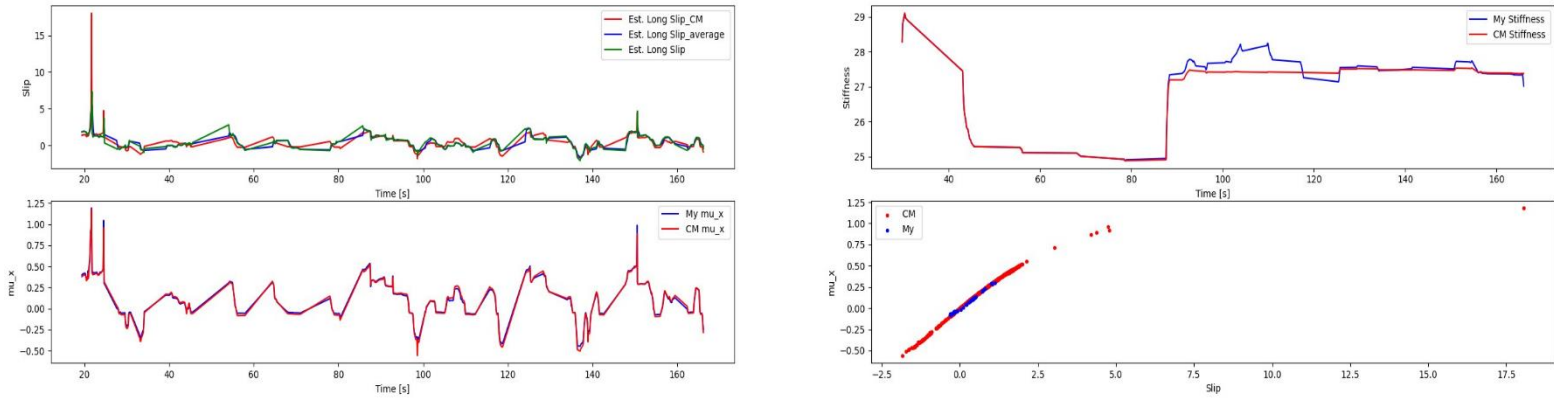 Slip
15
10
5
0
Est. Long Slip_CM
Est. Long Slip_average
Est. Long Slip
20 40 60 80 100 120 140 160
Time [s]
Stiffness
29
28
27
26
25
My Stiffness
CM Stiffness
40 60 80 100 120 140 160
mu_x
1.25
1.00
0.75
0.50
0.25
0.00
−0.25
−0.50
My mu_x
CM mu_x
20 40 60 80 100 120 140 160
Time [s]
mu_x
1.25
1.00
0.75
0.50
0.25
0.00
−0.25
−0.50
CM
My
−2.5 0.0 2.5 5.0 7.5 10.0 12.5 15.0 17.5
Slip